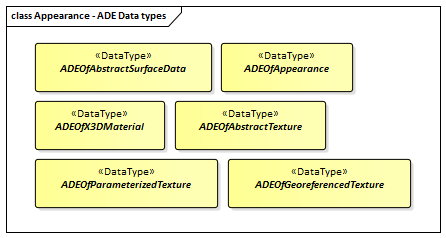 class Appearance - ADE Data types
«DataType»
ADEOfAbstractSurfaceData
«DataType»
ADEOfAppearance
«DataType»
ADEOfX3DMaterial
«DataType»
ADEOfAbstractTexture
«DataType»
ADEOfParameterizedTexture
«DataType»
ADEOfGeoreferencedTexture